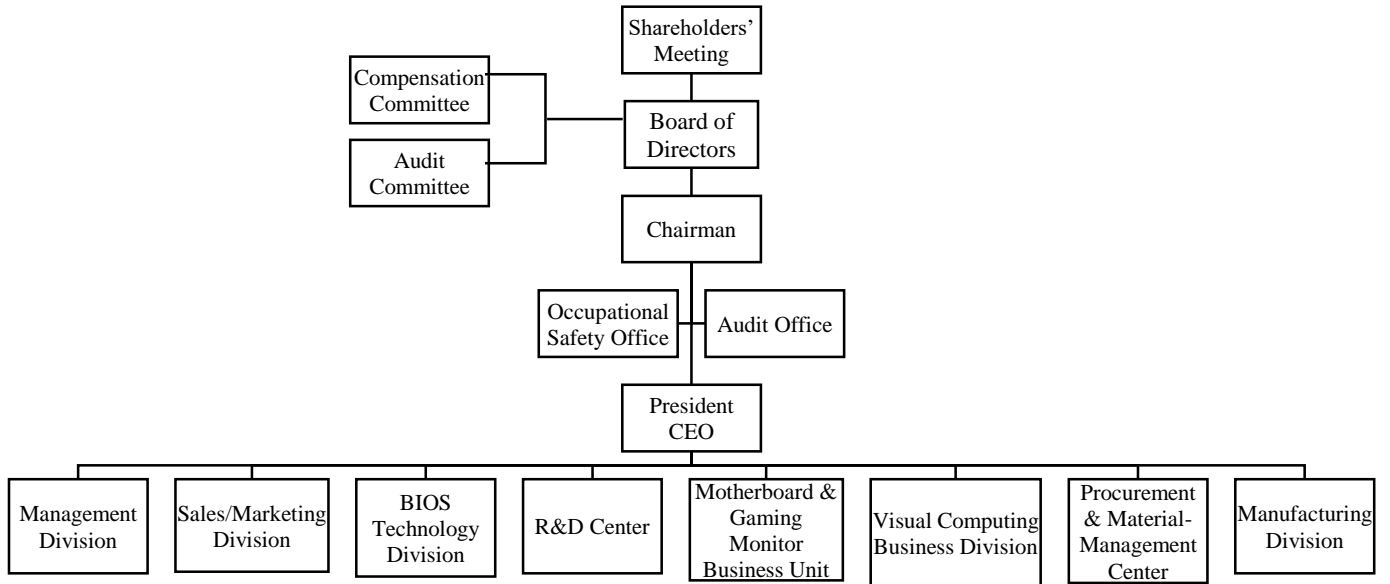 Shareholders’
Meeting
Compensation
Committee
Board of
Directors
Audit
Committee
Chairman
Occupational
Safety Office
Audit Office
President
CEO
Management
Division
Sales/Marketing
Division
BIOS
Technology
Division
R&D Center
Motherboard &
Gaming
Monitor
Business Unit
Visual Computing
Business Division
Procurement
& Material-
Management
Center
Manufacturing
Division